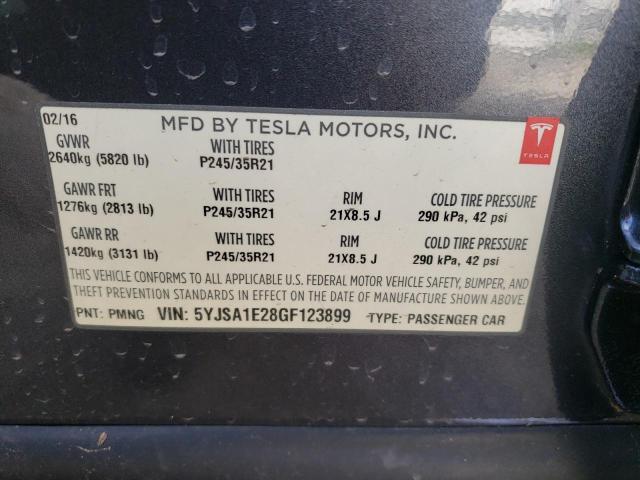 02/16 MFD BY TESLA MOTORS, INC.
TESLA
GVWR WITH TIRES
2640kg (5820 lb) P245/35R21
GAWR FRT WITH TIRES RIM COLD TIRE PRESSURE
1276kg (2813 lb) P245/35R21 21X8.5 J 290 kPa, 42 psi
GAWR RR WITH TIRES RIM COLD TIRE PRESSURE
1420kg (3131 lb) P245/35R21 21X8.5 J 290 kPa, 42 psi
THIS VEHICLE CONFORMS TO ALL APPLICABLE U.S. FEDERAL MOTOR VEHICLE SAFETY, BUMPER, AND
THEFT PREVENTION STANDARDS IN EFFECT ON THE DATE OF MANUFACTURE SHOWN ABOVE.
PNT: PMNG VIN: 5YJSA1E28GF123899 TYPE: PASSENGER CAR